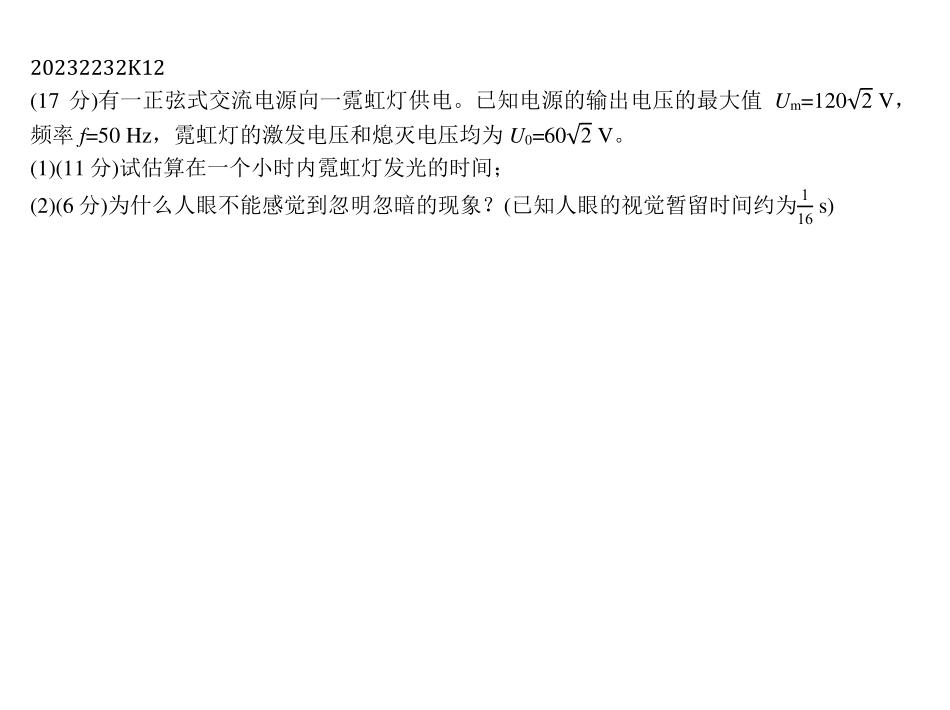 20232232K12
(17 分)有一正弦式交流电源向一霓虹灯供电。已知电源的输出电压的最大值 Um=120√2 V，
频率 f=50 Hz，霓虹灯的激发电压和熄灭电压均为 U0=60√2 V。
(1)(11 分)试估算在一个小时内霓虹灯发光的时间；
(2)(6 分)为什么人眼不能感觉到忽明忽暗的现象？(已知人眼的视觉暂留时间约为1/16 s)